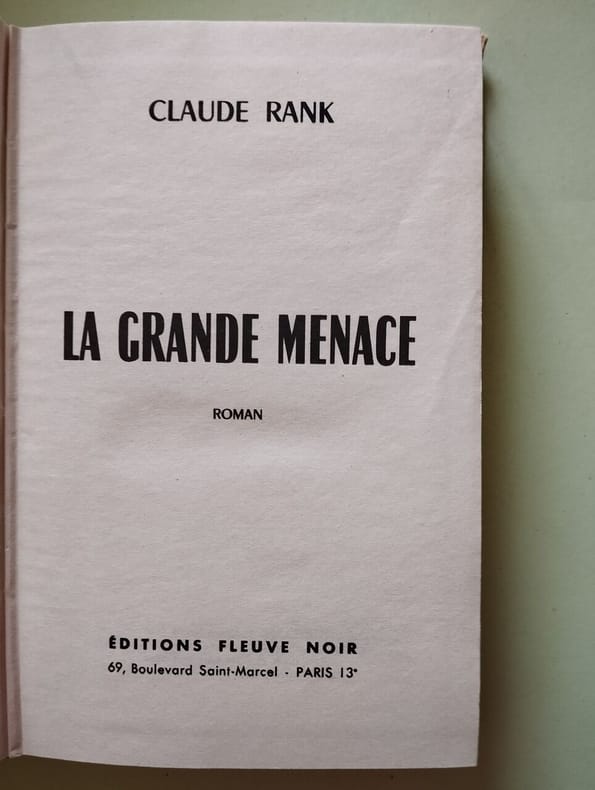 CLAUDE RANK
LA GRANDE MENACE
ROMAN
ÉDITIONS FLEUVE NOIR
69, Boulevard Saint-Marcel - PARIS 13ᵉ